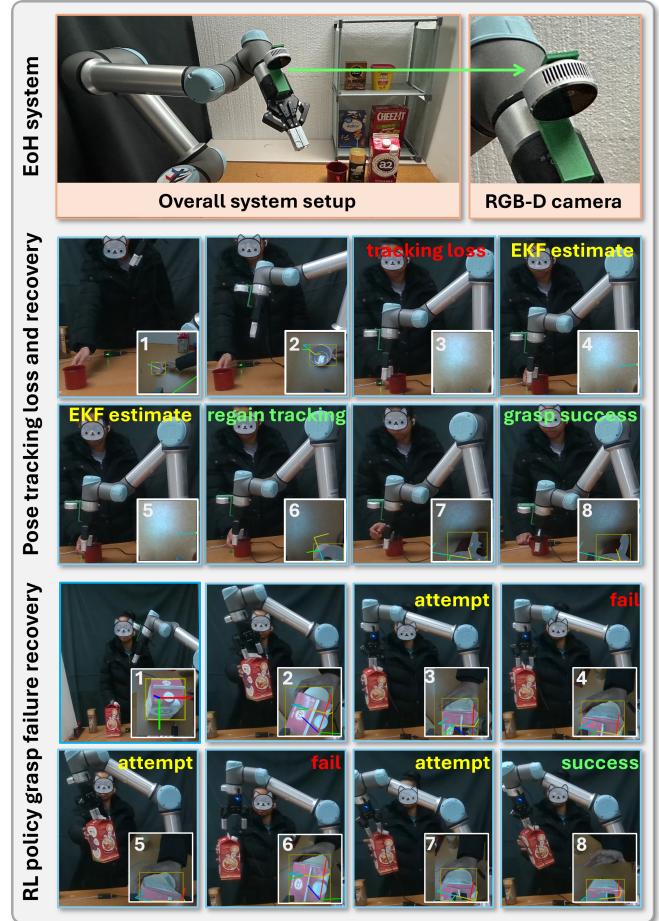 EoH system
CHEEZ-IT
a2
Overall system setup
RGB-D camera
Pose tracking loss and recovery
1
2
tracking loss
3
EKF estimate
4
EKF estimate
5
regain tracking
6
7
grasp success
8
RL policy grasp failure recovery
1
2
attempt
3
fail
4
attempt
5
fail
6
attempt
7
success
8